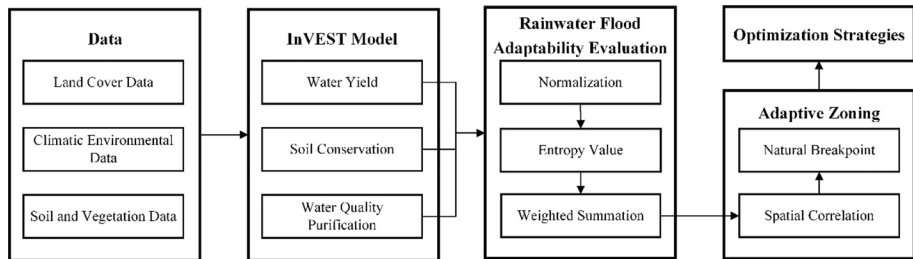 Data
Land Cover Data
Climatic Environmental
Data
Soil and Vegetation Data
InVEST Model
Water Yield
Soil Conservation
Water Quality
Purification
Rainwater Flood
Adaptability Evaluation
Normalization
Entropy Value
Weighted Summation
Optimization Strategies
Adaptive Zoning
Natural Breakpoint
Spatial Correlation